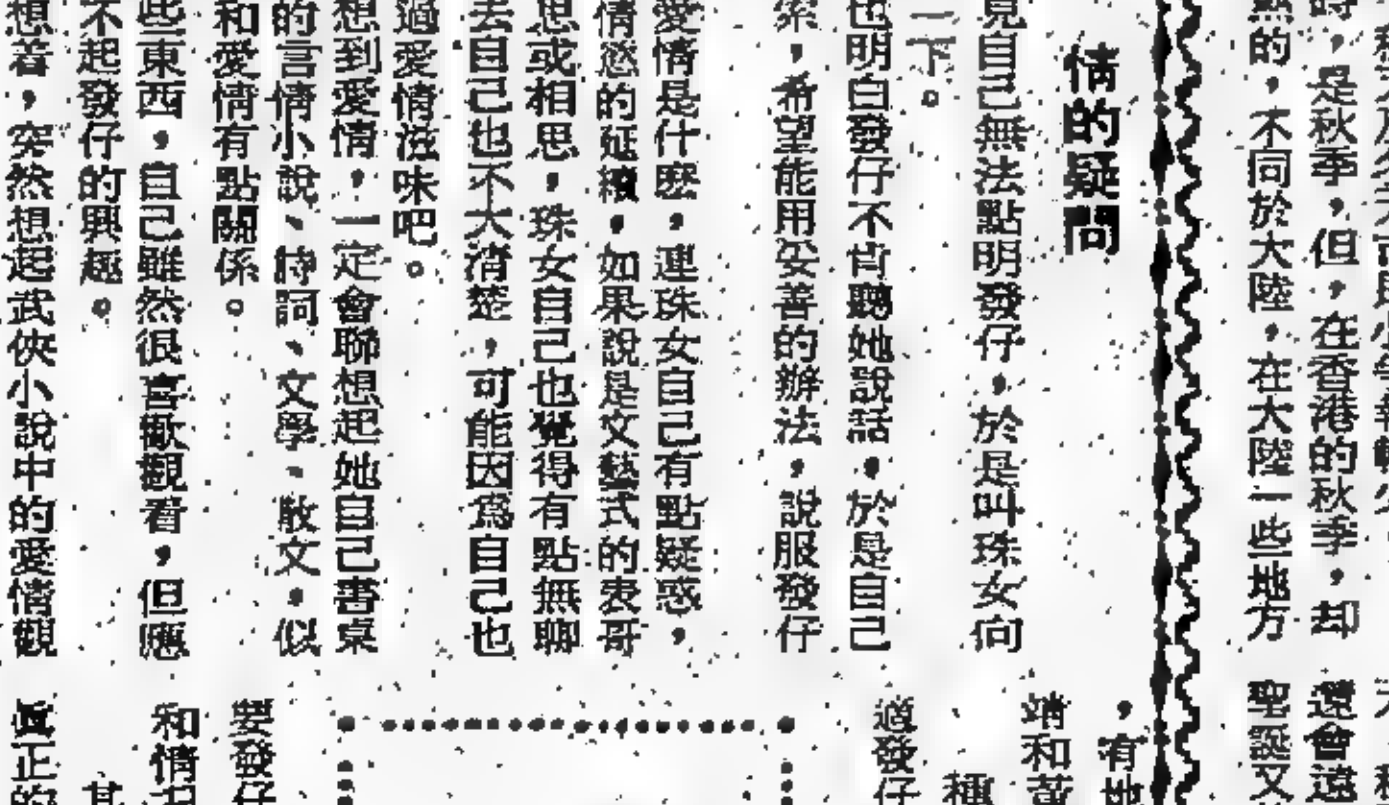 時，是秋季，但，在香港的秋季，却
熱的，不同於大陸，在大陸一些地方
情的疑問
見自己無法點明發仔，於是叫珠女向
一下。
也明白發仔不肯聽她說話，於是自己
索，希望能用妥善的辦法，說服發仔
愛情是什麽，連珠女自己有點疑惑，
情慾的延續，如果說是文藝式的表哥
思或相思，珠女自己也覺得有點無聊
去自己也不大清楚，可能因爲自己也
過愛情滋味吧。
想到愛情，一定會聯想起她自己書桌
的言情小說、詩詞、文學、散文，似
和愛情有點關係。
些東西，自己雖然很喜歡觀看，但應
不起發仔的興趣。
想着，突然想起武俠小說中的愛情觀
還會遠
聖誕又
，有她
靖和黃
種
適發仔
要發仔
和情
其
眞正的